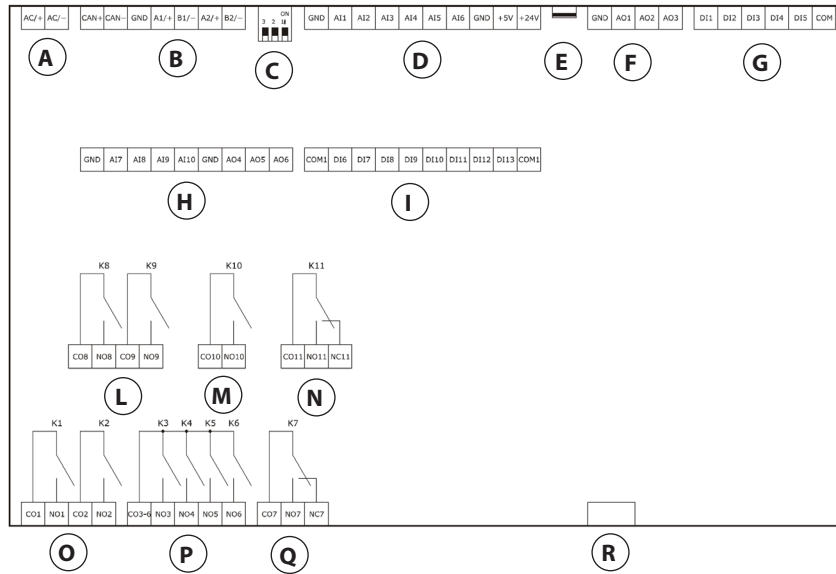 AC/+ AC/− CAN+ CAN− GND A1/+ B1/− A2/+ B2/− ON 3 2 1 GND AI1 AI2 AI3 AI4 AI5 AI6 GND +5V +24V GND AO1 AO2 AO3 DI1 DI2 DI3 DI4 DI5 COM
A B C D E F G
GND AI7 AI8 AI9 AI10 GND AO4 AO5 AO6 COM1 DI6 DI7 DI8 DI9 DI10 DI11 DI12 DI13 COM1
H I
K8 K9 K10 K11
CO8 NO8 CO9 NO9 CO10 NO10 CO11 NO11 NC11
L M N
K1 K2 K3 K4 K5 K6 K7
CO1 NO1 CO2 NO2 CO3-6 NO3 NO4 NO5 NO6 CO7 NO7 NC7
O P Q R